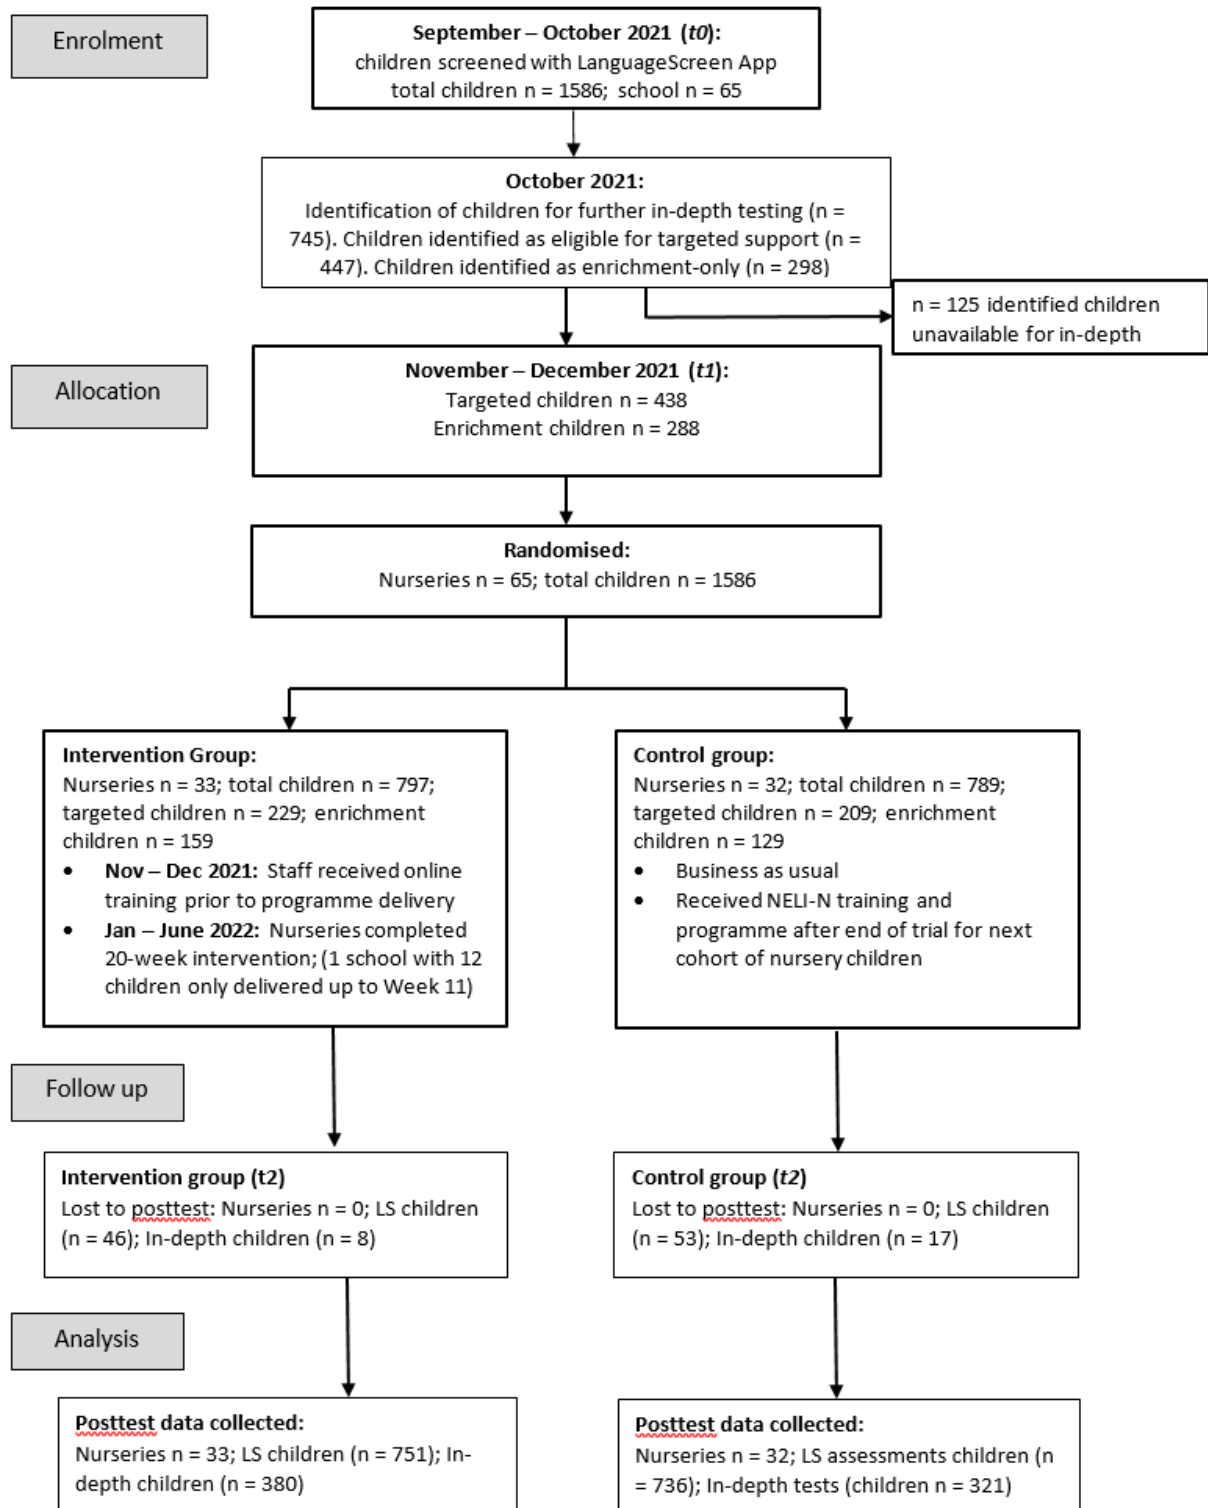 Enrolment
September – October 2021 (t0):
children screened with LanguageScreen App
total children n = 1586; school n = 65
October 2021:
Identification of children for further in-depth testing (n =
745). Children identified as eligible for targeted support (n =
447). Children identified as enrichment-only (n = 298)
n = 125 identified children
unavailable for in-depth
Allocation
November – December 2021 (t1):
Targeted children n = 438
Enrichment children n = 288
Randomised:
Nurseries n = 65; total children n = 1586
Intervention Group:
Nurseries n = 33; total children n = 797;
targeted children n = 229; enrichment
children n = 159
• Nov – Dec 2021: Staff received online
training prior to programme delivery
• Jan – June 2022: Nurseries completed
20-week intervention; (1 school with 12
children only delivered up to Week 11)
Control group:
Nurseries n = 32; total children n = 789;
targeted children n = 209; enrichment
children n = 129
• Business as usual
• Received NELI-N training and
programme after end of trial for next
cohort of nursery children
Follow up
Intervention group (t2)
Lost to posttest: Nurseries n = 0; LS children
(n = 46); In-depth children (n = 8)
Control group (t2)
Lost to posttest: Nurseries n = 0; LS children
(n = 53); In-depth children (n = 17)
Analysis
Posttest data collected:
Nurseries n = 33; LS children (n = 751); In-
depth children (n = 380)
Posttest data collected:
Nurseries n = 32; LS assessments children (n
= 736); In-depth tests (children n = 321)